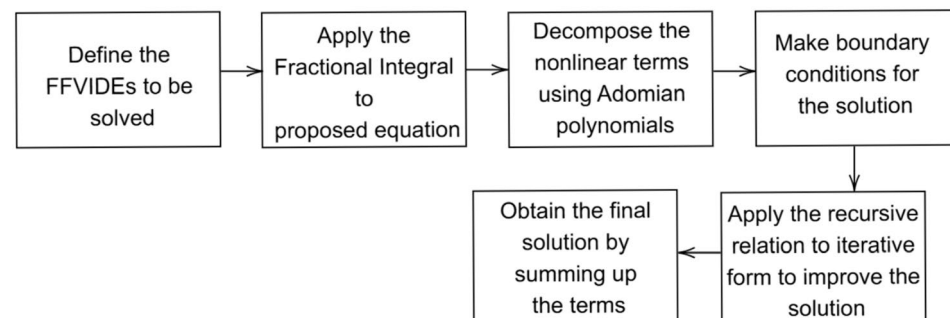 Define the
FFVIDEs to be
solved
Apply the
Fractional Integral
to
proposed equation
Decompose the
nonlinear terms
using Adomian
polynomials
Make boundary
conditions for
the solution
Apply the recursive
relation to iterative
form to improve the
solution
Obtain the final
solution by
summing up
the terms